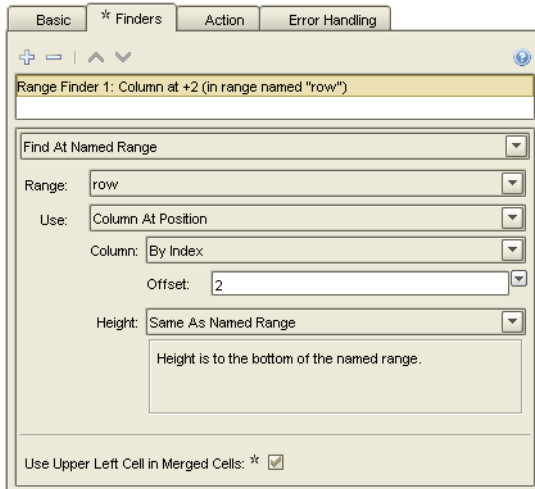 Basic * Finders Action Error Handling
Range Finder 1: Column at +2 (in range named "row")
Find At Named Range
Range: row
Use: Column At Position
Column: By Index
Offset: 2
Height: Same As Named Range
Height is to the bottom of the named range.
Use Upper Left Cell in Merged Cells: *